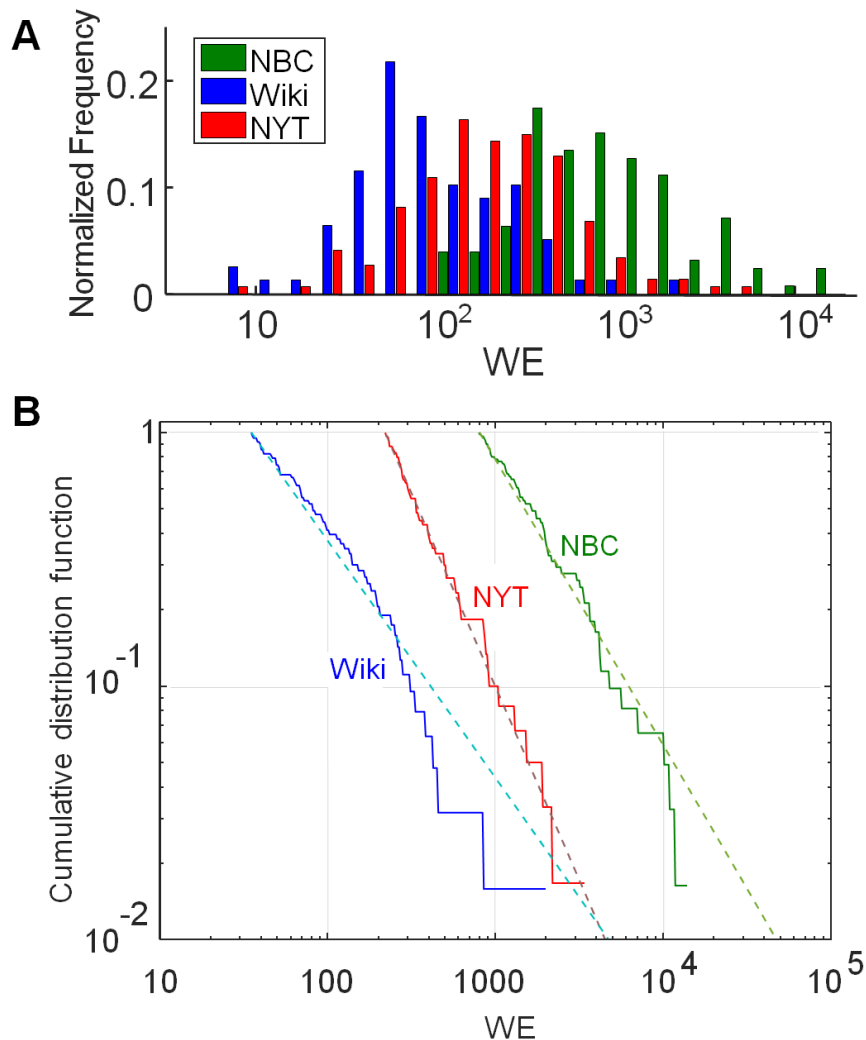 A
Normalized Frequency
0.2
0.1
0
NBC
Wiki
NYT
10
10²
10³
10⁴
WE
B
Cumulative distribution function
1
10⁻¹
10⁻²
NBC
NYT
Wiki
10
100
1000
10⁴
10⁵
WE